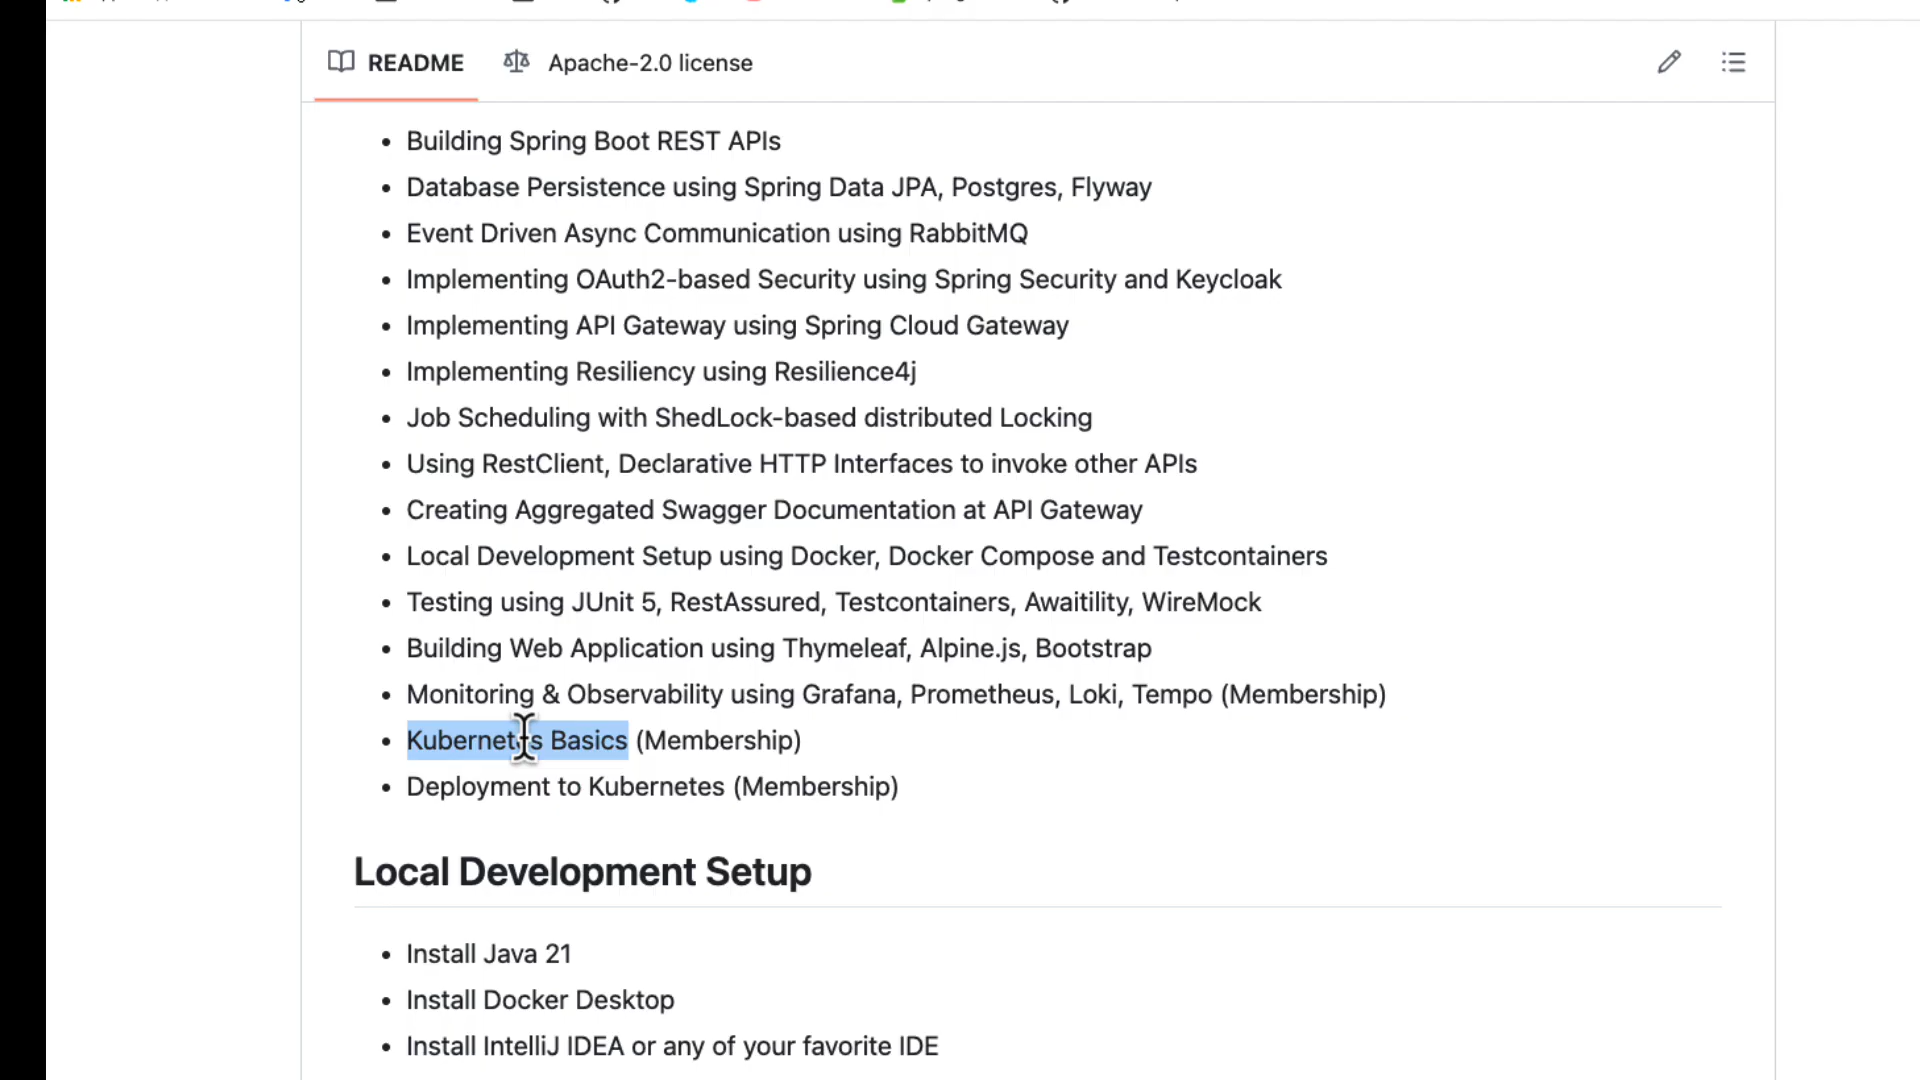 README
Apache-2.0 license
Building Spring Boot REST APIs
Database Persistence using Spring Data JPA, Postgres, Flyway
Event Driven Async Communication using RabbitMQ
Implementing OAuth2-based Security using Spring Security and Keycloak
Implementing API Gateway using Spring Cloud Gateway
Implementing Resiliency using Resilience4j
Job Scheduling with ShedLock-based distributed Locking
Using RestClient, Declarative HTTP Interfaces to invoke other APIs
Creating Aggregated Swagger Documentation at API Gateway
Local Development Setup using Docker, Docker Compose and Testcontainers
Testing using JUnit 5, RestAssured, Testcontainers, Awaitility, WireMock
Building Web Application using Thymeleaf, Alpine.js, Bootstrap
Monitoring & Observability using Grafana, Prometheus, Loki, Tempo (Membership)
Kubernetes Basics (Membership)
Deployment to Kubernetes (Membership)
Local Development Setup
Install Java 21
Install Docker Desktop
Install IntelliJ IDEA or any of your favorite IDE